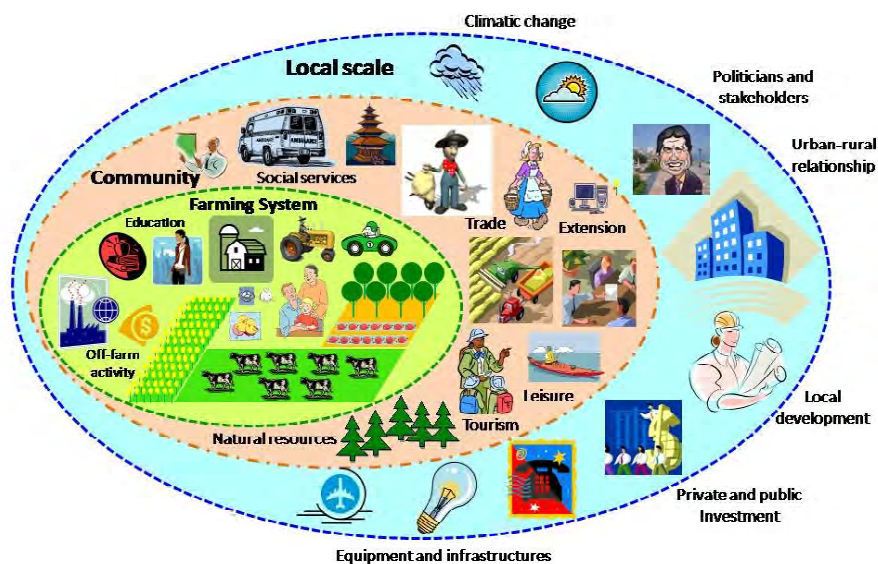 Climatic change
Local scale
Politicians and
stakeholders
Urban-rural
relationship
Community
Social services
AMBULANCE
Farming System
Education
Trade
Extension
Off-farm
activity
Leisure
Tourism
Natural resources
Local
development
Private and public
Investment
Equipment and infrastructures